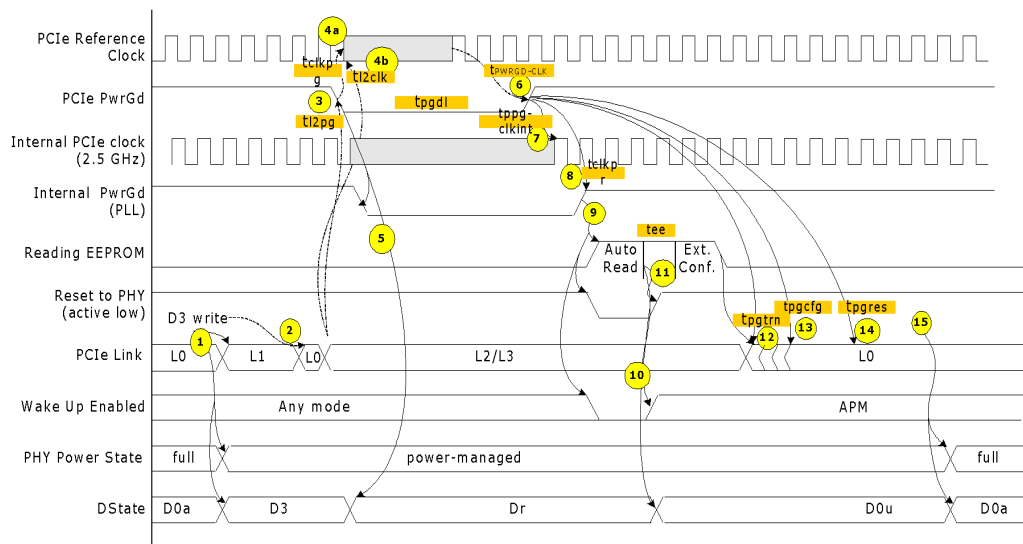 PCIe Reference
Clock
4a
4b
tclkp
g
tl2clk
tPWRGD-CLK
6
PCIe PwrGd
3
tpgdl
tppg-
clkint
tl2pg
Internal PCIe clock
(2.5 GHz)
7
8
tclkp
r
Internal PwrGd
(PLL)
9
5
tee
Reading EEPROM
Auto
Read
11
Ext.
Conf.
Reset to PHY
(active low)
D3 write
1
2
tpgtrn
12
tpgcfg
13
tpgres
14
15
PCIe Link
L0
L1
L0
L2/L3
L0
10
Wake Up Enabled
Any mode
APM
PHY Power State
full
power-managed
full
DState
D0a
D3
Dr
D0u
D0a